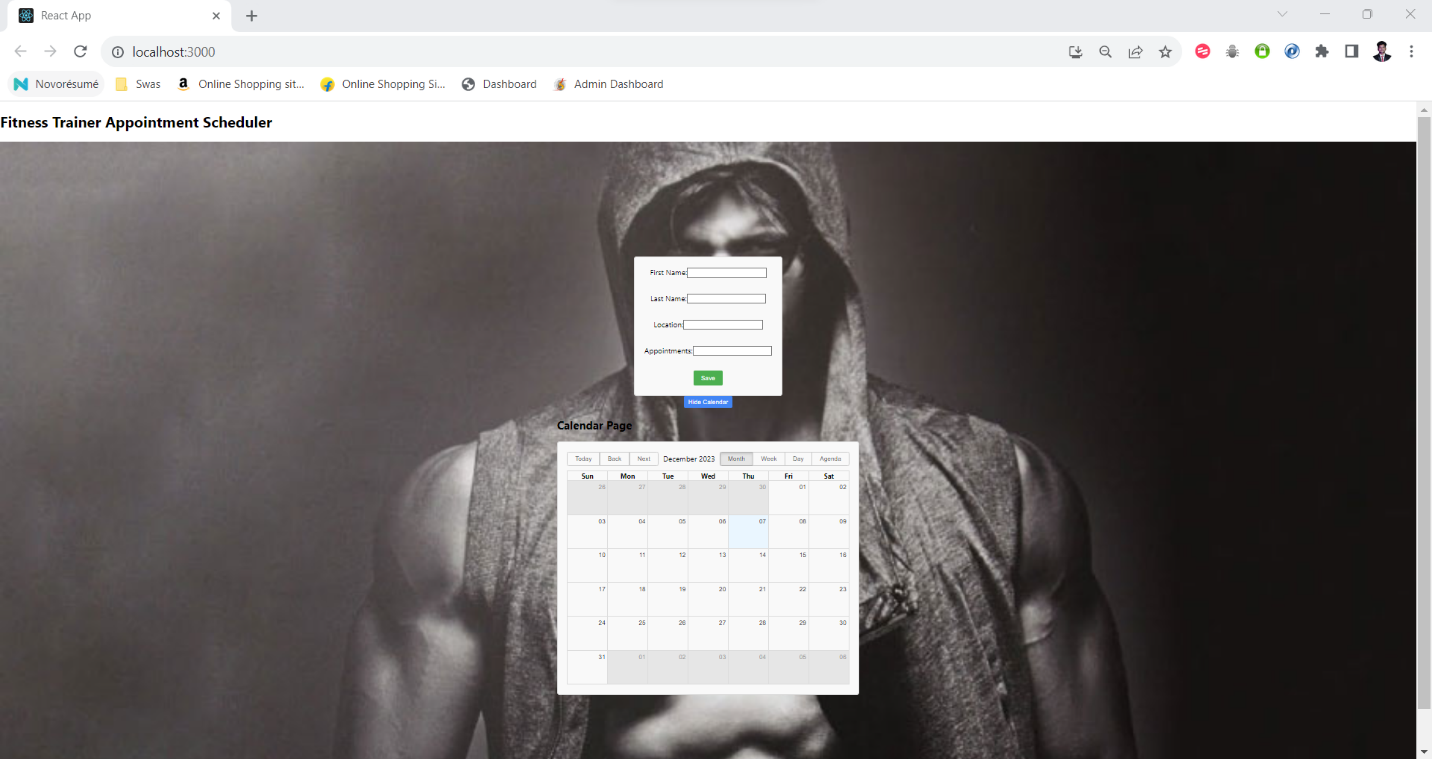 React App
localhost:3000
Novorésumé Swas Online Shopping sit... Online Shopping Si... Dashboard Admin Dashboard
Fitness Trainer Appointment Scheduler
First Name:
Last Name:
Location:
Appointments:
Save
Hide Calendar
Calendar Page
Today Back Next December 2023 Month Week Day Agenda
Sun Mon Tue Wed Thu Fri Sat
26 27 28 29 30 01 02
03 04 05 06 07 08 09
10 11 12 13 14 15 16
17 18 19 20 21 22 23
24 25 26 27 28 29 30
31 01 02 03 04 05 06